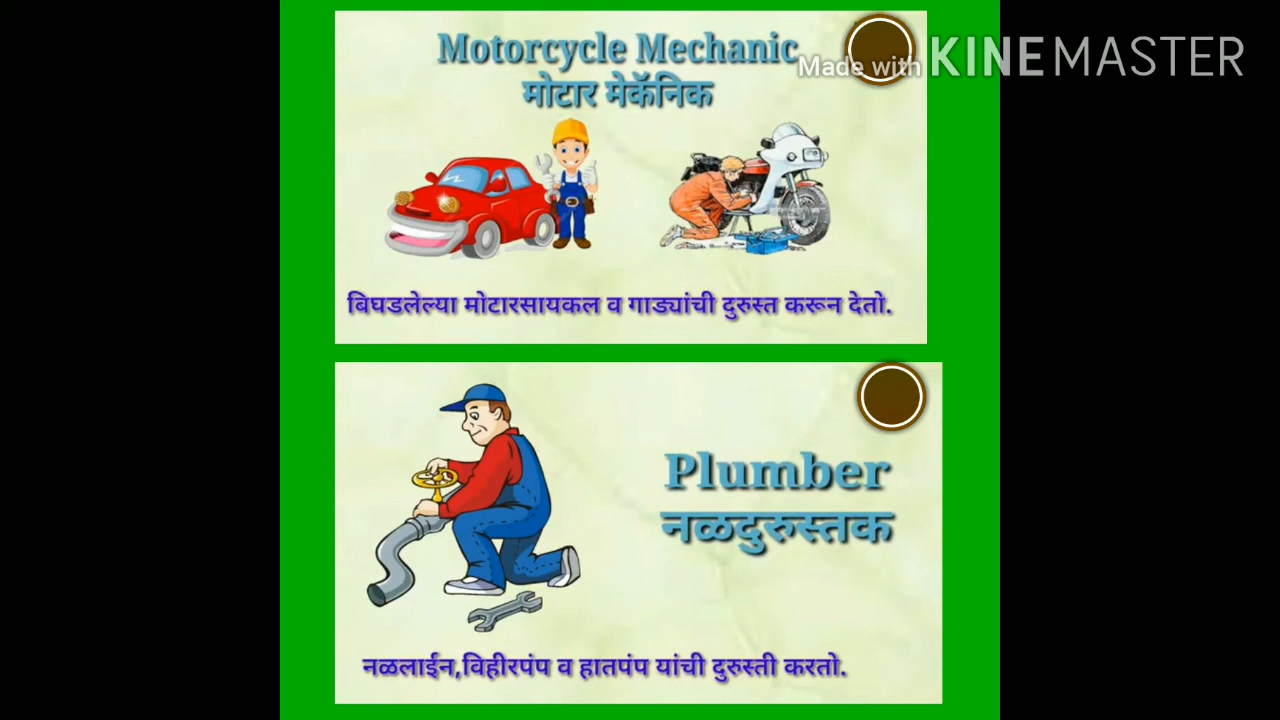 Motorcycle Mechanic
Made with KINEMASTER
मोटार मेकॅनिक
बिघडलेल्या मोटारसायकल व गाड्यांची दुरुस्त करून देतो.
Plumber
नळदुरुस्तक
नळलाईन,विहीरपंप व हातपंप यांची दुरुस्ती करतो.